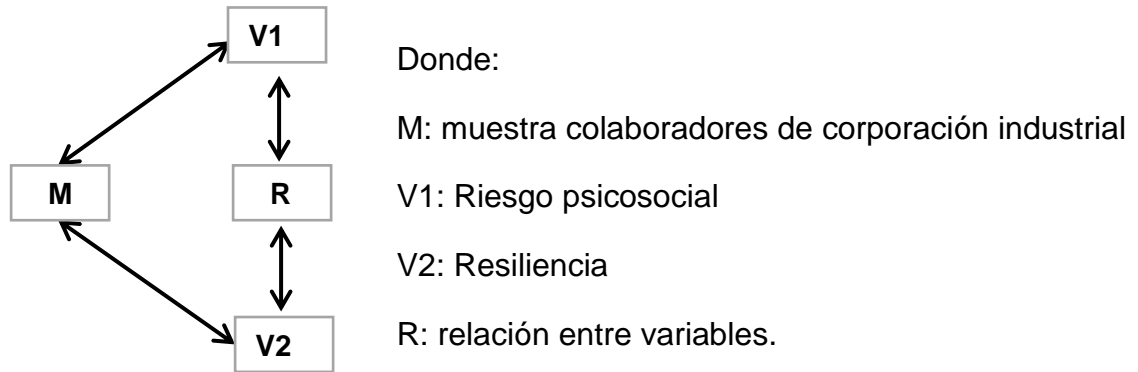 V1
M
R
V2
Donde:
M: muestra colaboradores de corporación industrial
V1: Riesgo psicosocial
V2: Resiliencia
R: relación entre variables.